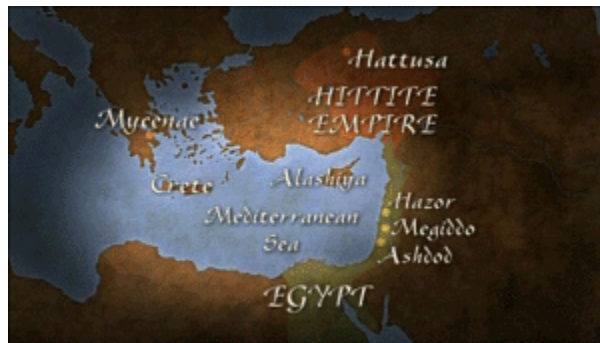 Hattusa
HITTITE
EMPIRE
Mycenae
Crete
Alashiya
Mediterranean
Sea
Hazor
Megiddo
Ashdod
EGYPT